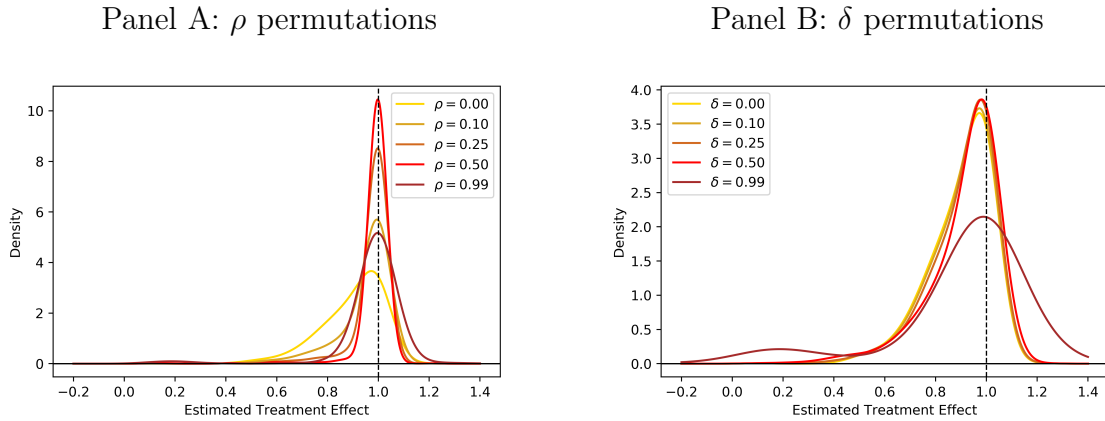 Panel A: ρ permutations
10
8
6
4
2
0
Density
−0.2 0.0 0.2 0.4 0.6 0.8 1.0 1.2 1.4
Estimated Treatment Effect
ρ = 0.00
ρ = 0.10
ρ = 0.25
ρ = 0.50
ρ = 0.99
Panel B: δ permutations
4.0
3.5
3.0
2.5
2.0
1.5
1.0
0.5
0.0
Density
−0.2 0.0 0.2 0.4 0.6 0.8 1.0 1.2 1.4
Estimated Treatment Effect
δ = 0.00
δ = 0.10
δ = 0.25
δ = 0.50
δ = 0.99